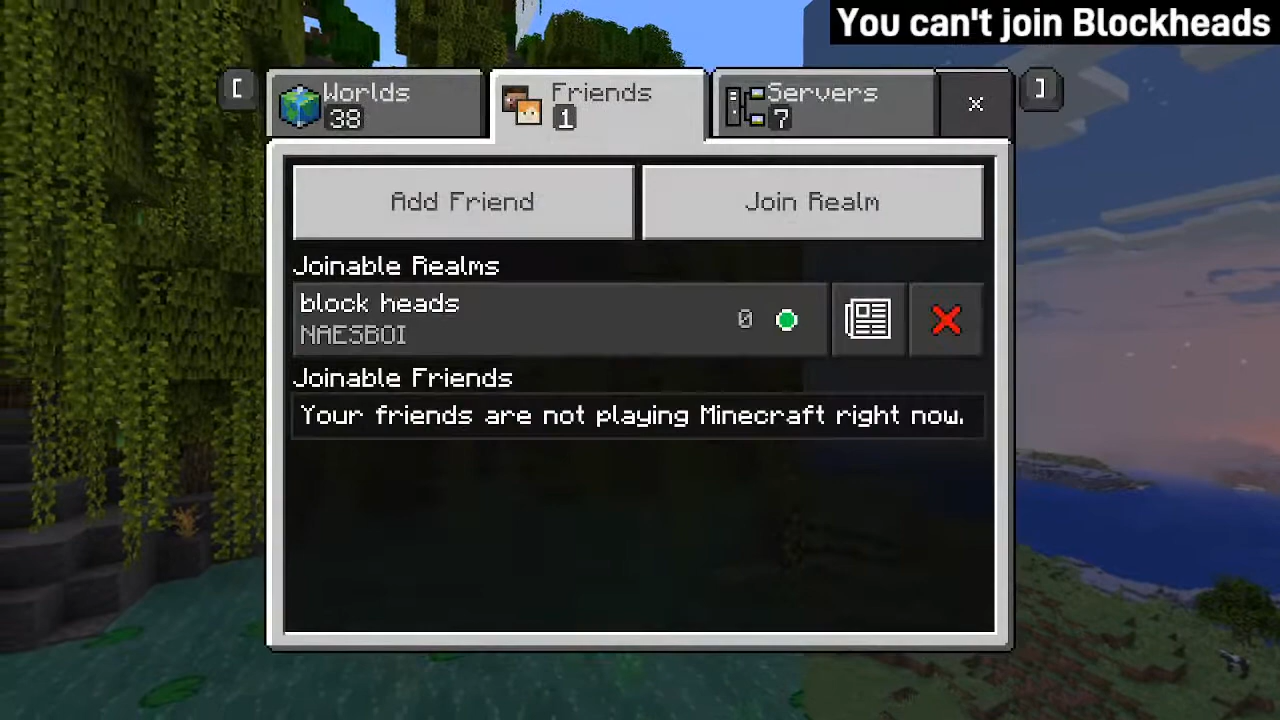 You can't join Blockheads
[
Worlds
38
Friends
1
Servers
7
x
]
Add Friend
Join Realm
Joinable Realms
block heads
0
NAESBOI
Joinable Friends
Your friends are not playing Minecraft right now.